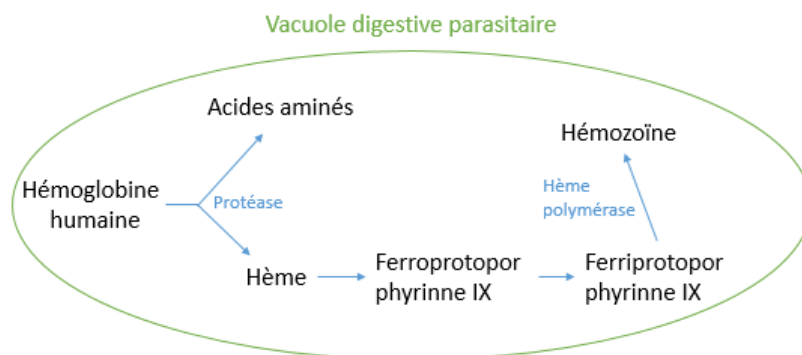 Vacuole digestive parasitaire
Acides aminés
Hémozoïne
Hémoglobine
humaine
Protéase
Hème
polymérase
Hème
Ferroprotopor
phyrinne IX
Ferriprotopor
phyrinne IX